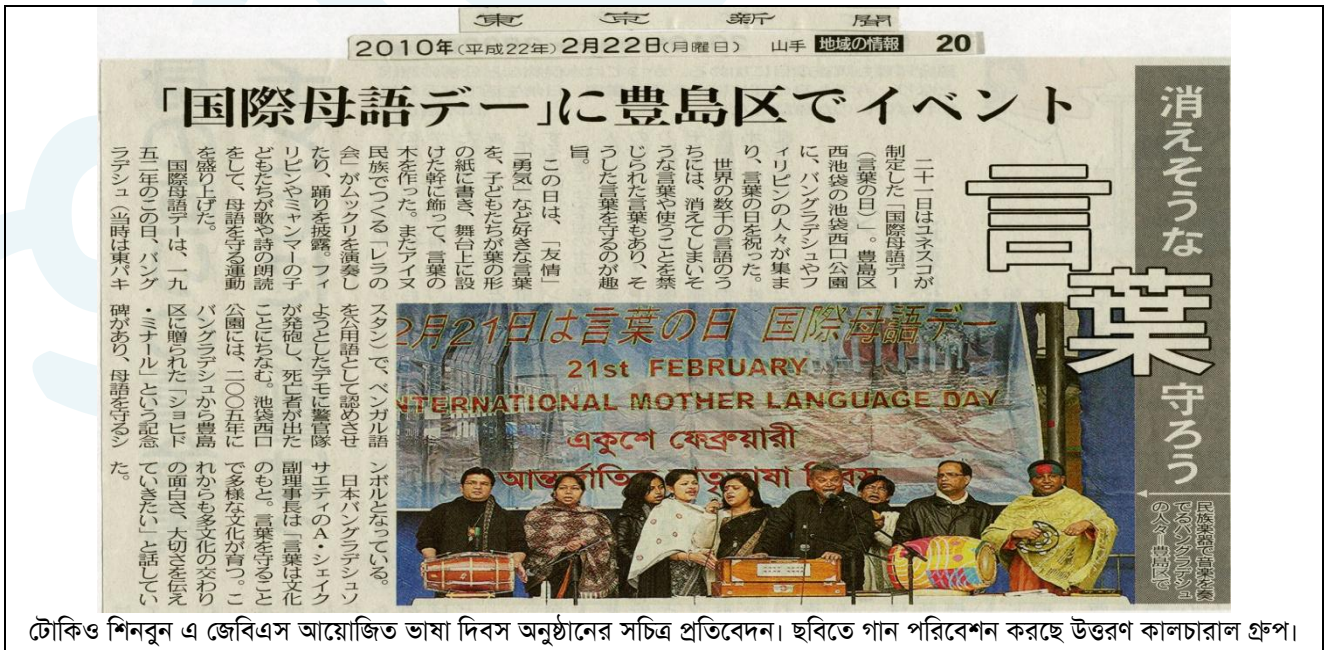 東京新聞
2010年(平成22年)2月22日(月曜日) 山手 地域の情報 20
「国際母語デー」に豊島区でイベント
消えそうな
言葉
守ろう
二十一日はユネスコが
制定した「国際母語デー
（言葉の日）」。豊島区
西池袋の池袋西口公園
に、バングラデシュやフ
ィリピンの人々が集ま
り、言葉の日を祝った。
世界の数千の言語のう
ちには、消えてしまいそ
うな言葉や使うことを禁
じられた言葉もあり、そ
うした言葉を守るのが趣
旨。
この日は、「友情」
「勇気」など好きな言葉
を、子どもたちが葉の形
の紙に書き、舞台上に設
けた幹に飾って、言葉の
木を作った。またアイヌ
民族でつくる「レラの
会」がムックリを演奏し
たり、踊りを披露。フィ
リピンやミャンマーの子
どもたちが歌や詩の朗読
をして、母語を守る運動
を盛り上げた。
国際母語デーは、一九
五二年のこの日、バング
ラデシュ（当時は東パキ
スタン）で、ベンガル語
を公用語として認めさせ
ようとしたデモに警官隊
が発砲し、死亡者が出た
ことにちなむ。池袋西口
公園には、二〇〇五年に
バングラデシュから豊島
区に贈られた「ショヒド
・ミナール」という記念
碑があり、母語を守るシ
ンボルとなっている。
日本バングラデシュソ
サエティのA・シェイク
副理事長は「言葉は文化
のもと。言葉を守ること
で多様な文化が育つ。こ
れからも多文化の交わり
の面白さ、大切さを伝え
ていきたい」と話してい
た。
2月21日は言葉の日 国際母語デー
21st FEBRUARY
INTERNATIONAL MOTHER LANGUAGE DAY
একুশে ফেব্রুয়ারী
আন্তর্জাতিক মাতৃভাষা দিবস
民族楽器で音楽を奏
でるバングラデシュ
の人々＝豊島区で
টোকিও শিনবুন এ জেবিএস আয়োজিত ভাষা দিবস অনুষ্ঠানের সচিত্র প্রতিবেদন। ছবিতে গান পরিবেশন করছে উত্তরণ কালচারাল গ্রুপ।